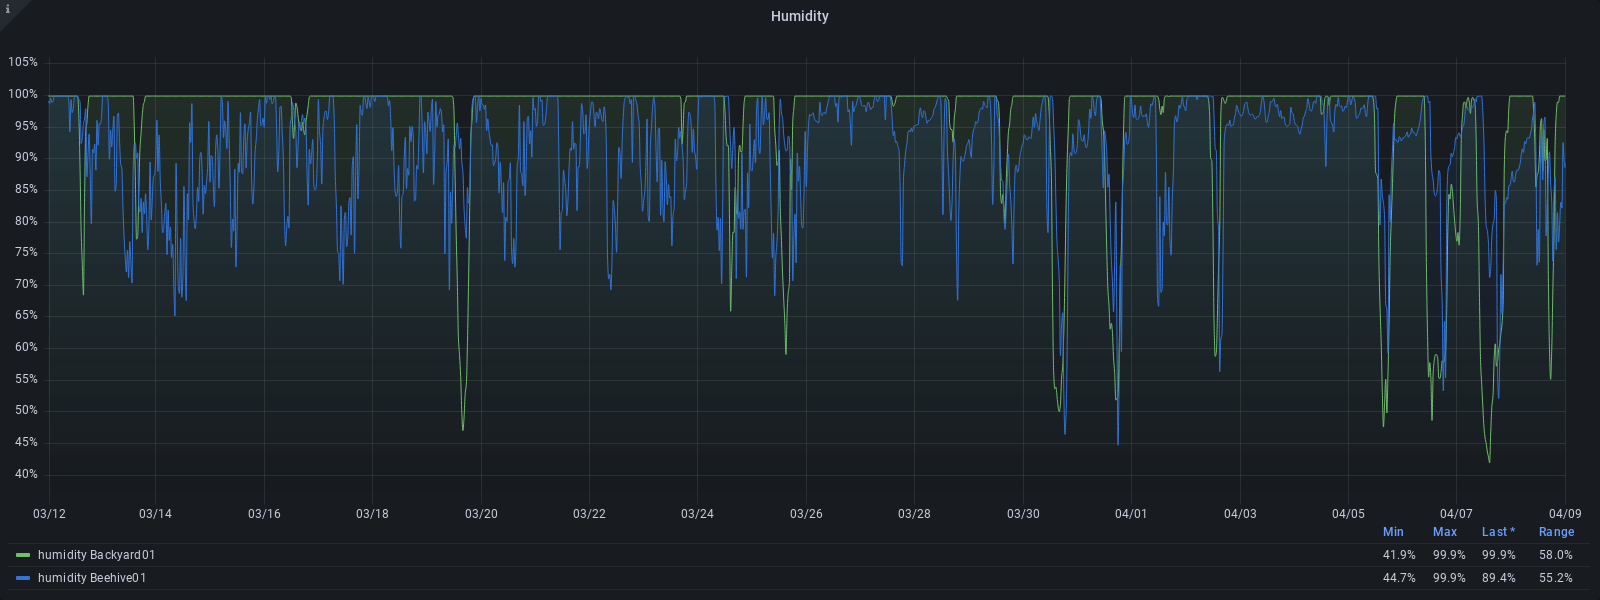 i
Humidity
105%
100%
95%
90%
85%
80%
75%
70%
65%
60%
55%
50%
45%
40%
03/12 03/14 03/16 03/18 03/20 03/22 03/24 03/26 03/28 03/30 04/01 04/03 04/05 04/07 04/09
Min Max Last * Range
humidity Backyard01 41.9% 99.9% 99.9% 58.0%
humidity Beehive01 44.7% 99.9% 89.4% 55.2%